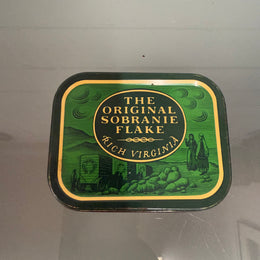 THE
ORIGINAL
SOBRANIE
FLAKE
RICH VIRGINIA